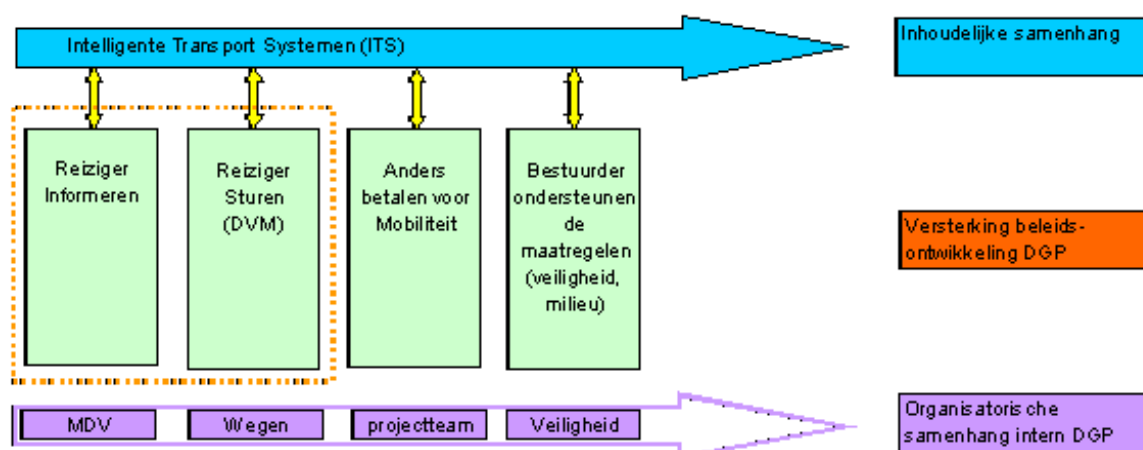 Intelligente Transport Systemen (ITS)
Inhoudelijke samenhang
Reiziger
Informeren
Reiziger
Sturen
(DVM)
Anders
betalen voor
Mobiliteit
Bestuurder
ondersteunen
de
maatregelen
(veiligheid,
milieu)
Versterking beleids-
ontwikkeling DGP
MDV
Wegen
projectteam
Veiligheid
Organisatorische
samenhang intern DGP